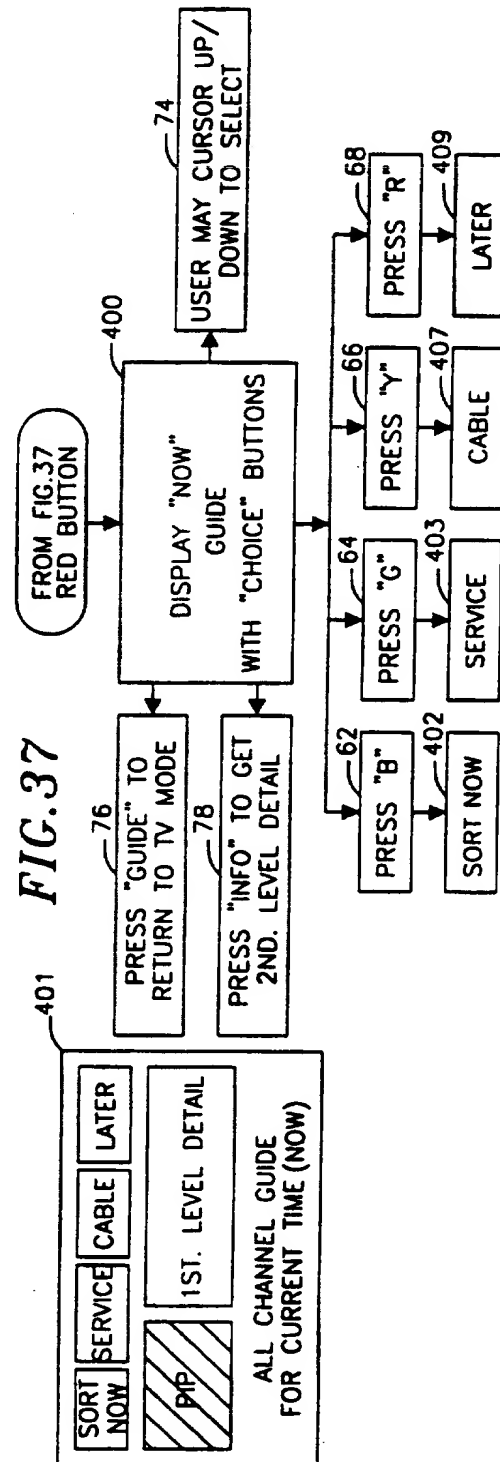 FIG.37
FROM FIG.37
RED BUTTON
401
SORT
NOW
SERVICE
CABLE
LATER
PIP
1ST. LEVEL DETAIL
ALL CHANNEL GUIDE
FOR CURRENT TIME (NOW)
76
PRESS "GUIDE" TO
RETURN TO TV MODE
78
PRESS "INFO" TO GET
2ND. LEVEL DETAIL
400
DISPLAY "NOW"
GUIDE
WITH "CHOICE" BUTTONS
74
USER MAY CURSOR UP/
DOWN TO SELECT
62
PRESS "B"
64
PRESS "G"
66
PRESS "Y"
68
PRESS "R"
402
SORT NOW
403
SERVICE
407
CABLE
409
LATER